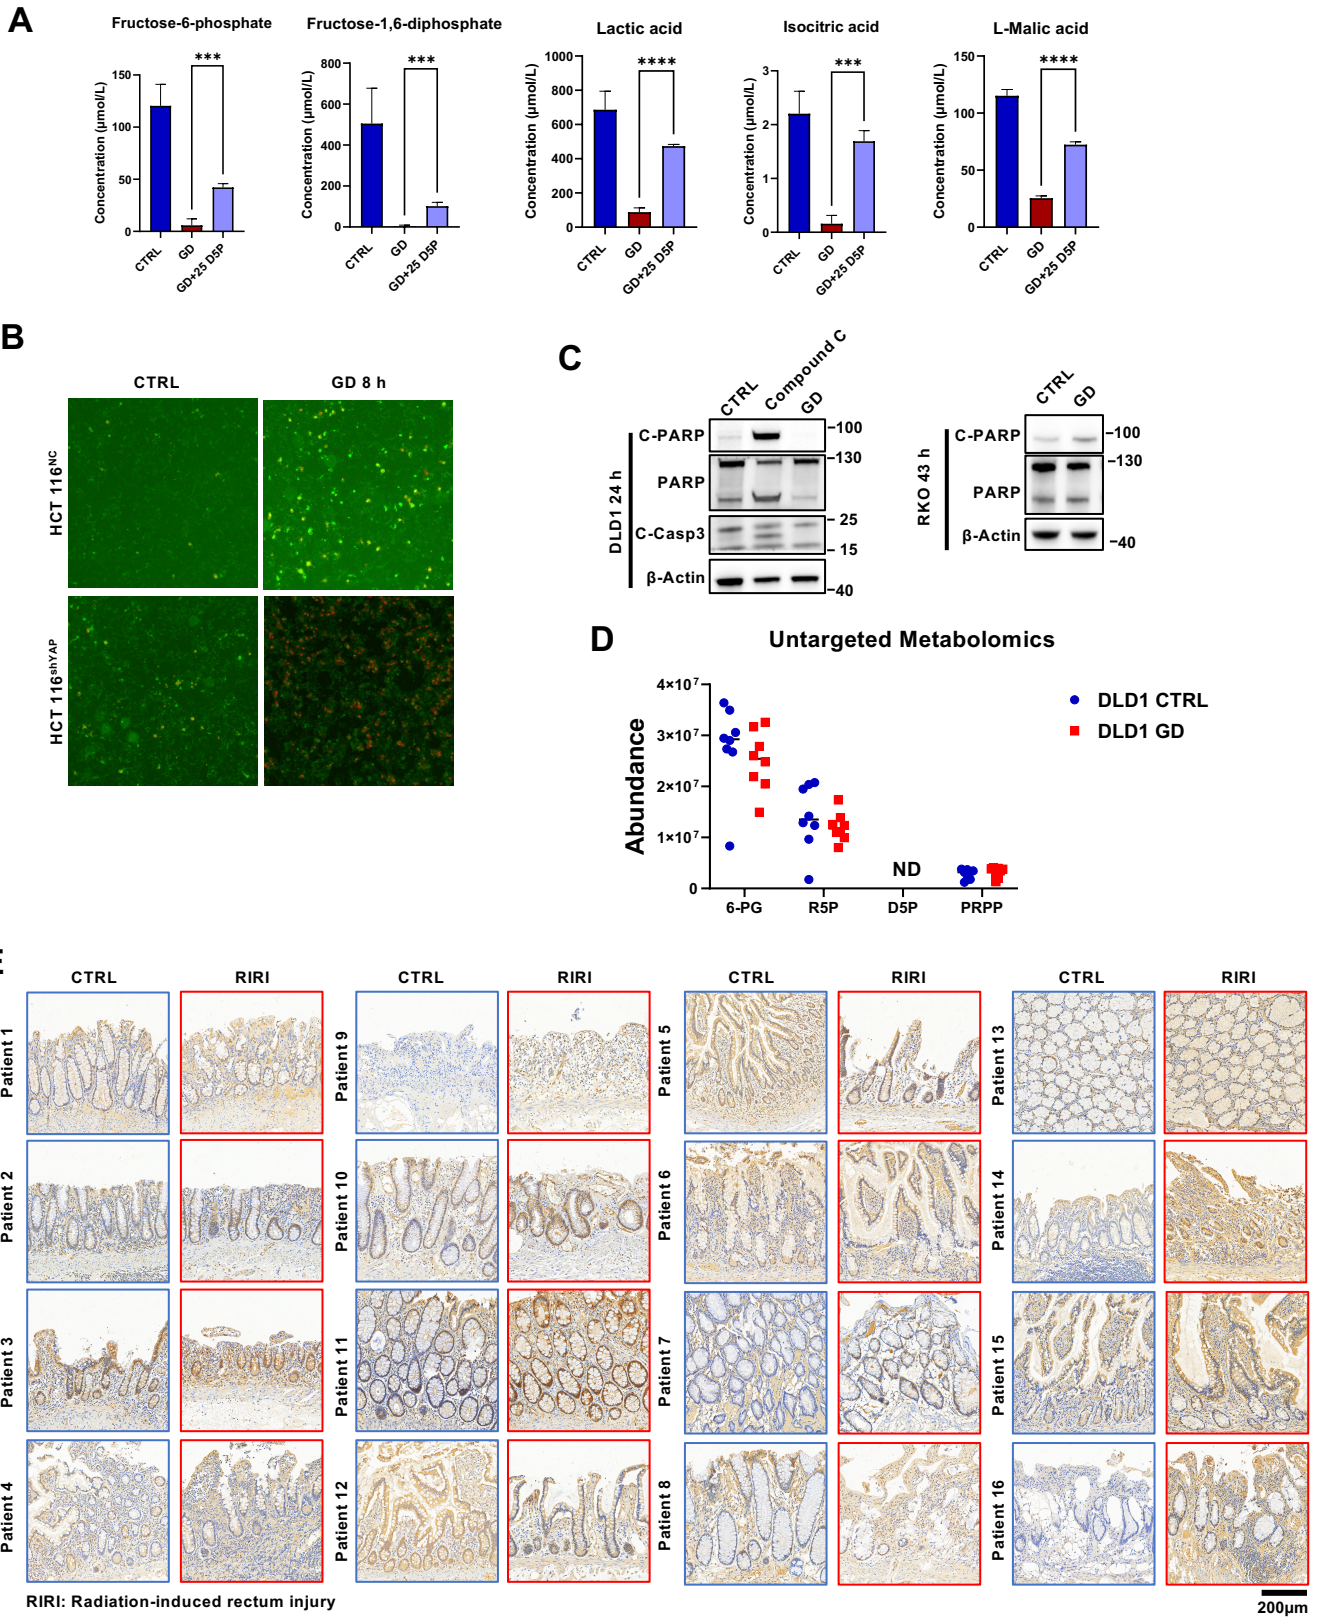 A
Fructose-6-phosphate
Concentration (μmol/L)
150
100
50
0
***
CTRL
GD
GD+25 D5P
Fructose-1,6-diphosphate
Concentration (μmol/L)
800
600
400
200
0
***
CTRL
GD
GD+25 D5P
Lactic acid
Concentration (μmol/L)
1000
800
600
400
200
0
****
CTRL
GD
GD+25 D5P
Isocitric acid
Concentration (μmol/L)
3
2
1
0
***
CTRL
GD
GD+25 D5P
L-Malic acid
Concentration (μmol/L)
150
100
50
0
****
CTRL
GD
GD+25 D5P
B
CTRL
GD 8 h
HCT 116NC
HCT 116shYAP
C
CTRL
Compound C
GD
DLD1 24 h
C-PARP
−100
−130
PARP
C-Casp3
−25
−15
β-Actin
−40
CTRL
GD
RKO 43 h
C-PARP
−100
−130
PARP
β-Actin
−40
D
Untargeted Metabolomics
Abundance
4×10⁷
3×10⁷
2×10⁷
1×10⁷
0
ND
6-PG
R5P
D5P
PRPP
DLD1 CTRL
DLD1 GD
CTRL
RIRI
CTRL
RIRI
CTRL
RIRI
CTRL
RIRI
Patient 1
Patient 9
Patient 5
Patient 13
Patient 2
Patient 10
Patient 6
Patient 14
Patient 3
Patient 11
Patient 7
Patient 15
Patient 4
Patient 12
Patient 8
Patient 16
RIRI: Radiation-induced rectum injury
200μm